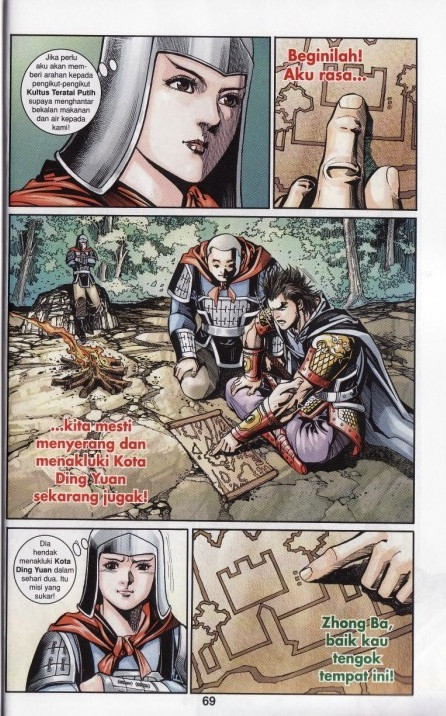 Jika perlu
aku akan mem-
beri arahan kepada
pengikut-pengikut
Kultus Teratai Putih
supaya menghantar
bekalan makanan
dan air kepada
kami!
Beginilah!
Aku rasa...
...kita mesti
menyerang dan
menakluki Kota
Ding Yuan
sekarang jugak!
Dia
hendak
menakluki Kota
Ding Yuan dalam
sehari dua. Itu
misi yang
sukar!
Zhong Ba,
baik kau
tengok
tempat ini!
69